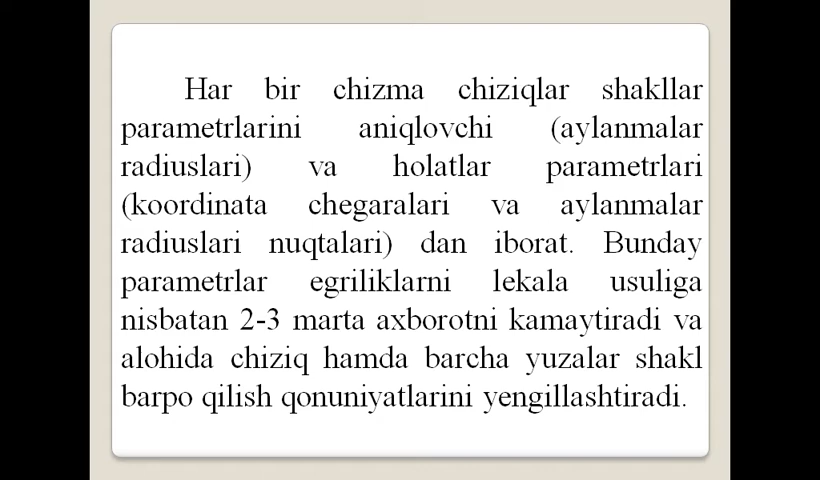 Har bir chizma chiziqlar shakllar
parametrlarini aniqlovchi (aylanmalar
radiuslari) va holatlar parametrlari
(koordinata chegaralari va aylanmalar
radiuslari nuqtalari) dan iborat. Bunday
parametrlar egriliklarni lekala usuliga
nisbatan 2-3 marta axborotni kamaytiradi va
alohida chiziq hamda barcha yuzalar shakl
barpo qilish qonuniyatlarini yengillashtiradi.